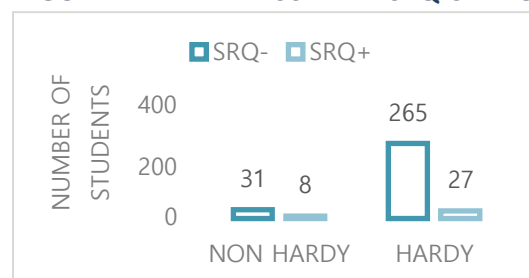 SRQ- SRQ+
NUMBER OF
STUDENTS
400
200
0
31
8
265
27
NON HARDY
HARDY